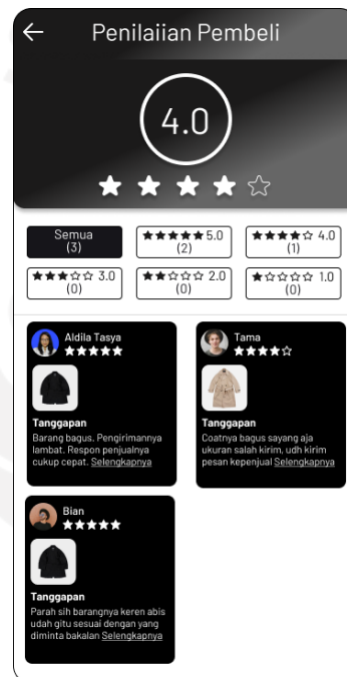 Penilaiian Pembeli
4.0
Semua
(3)
★★★★★ 5.0
(2)
★★★★☆ 4.0
(1)
★★★☆☆ 3.0
(0)
★★☆☆☆ 2.0
(0)
★☆☆☆☆ 1.0
(0)
Aldila Tasya
Tanggapan
Barang bagus. Pengirimannya
lambat. Respon penjualnya
cukup cepat. Selengkapnya
Tama
Tanggapan
Coatnya bagus sayang aja
ukuran salah kirim, udh kirim
pesan kepenjual Selengkapnya
Bian
Tanggapan
Parah sih barangnya keren abis
udah gitu sesuai dengan yang
diminta bakalan Selengkapnya